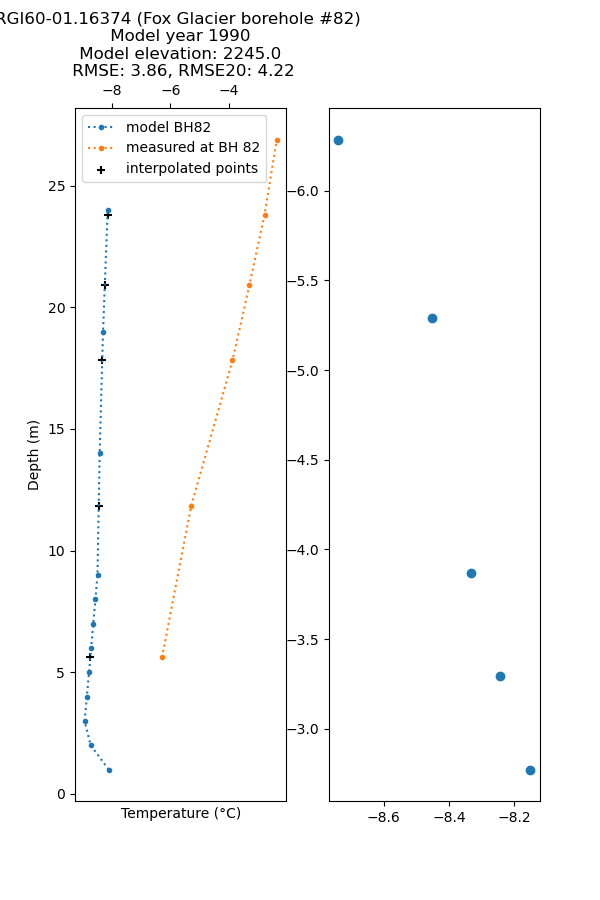 RGI60-01.16374 (Fox Glacier borehole #82)
Model year 1990
Model elevation: 2245.0
RMSE: 3.86, RMSE20: 4.22
−8 −6 −4
model BH82
measured at BH 82
interpolated points
25
20
15
10
5
0
Depth (m)
Temperature (°C)
−6.0
−5.5
−5.0
−4.5
−4.0
−3.5
−3.0
−8.6 −8.4 −8.2